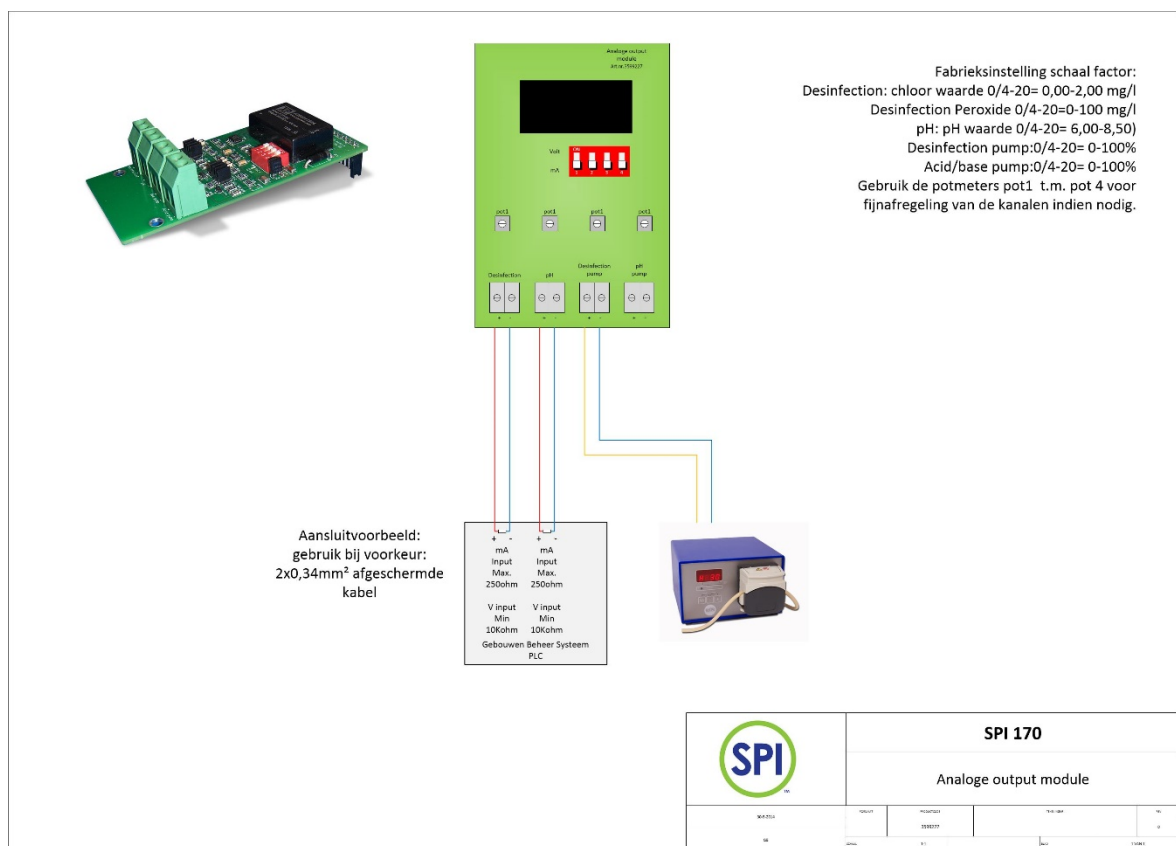 Analoge output
module
Art.nr.3599227
Fabrieksinstelling schaal factor:
Desinfection: chloor waarde 0/4-20= 0,00-2,00 mg/l
Desinfection Peroxide 0/4-20=0-100 mg/l
pH: pH waarde 0/4-20= 6,00-8,50)
Desinfection pump:0/4-20= 0-100%
Acid/base pump:0/4-20= 0-100%
Gebruik de potmeters pot1 t.m. pot 4 voor
fijnafregeling van de kanalen indien nodig.
Volt
mA
ON
1 2 3 4
pot1 pot1 pot1 pot1
Desinfection
pH
Desinfection
pump
pH
pump
+ - + - + - + -
Aansluitvoorbeeld:
gebruik bij voorkeur:
2x0,34mm² afgeschermde
kabel
+ - + -
mA mA
Input Input
Max. Max.
250ohm 250ohm
V input V input
Min Min
10Kohm 10Kohm
Gebouwen Beheer Systeem
PLC
SPI
SPI 170
Analoge output module
3599227